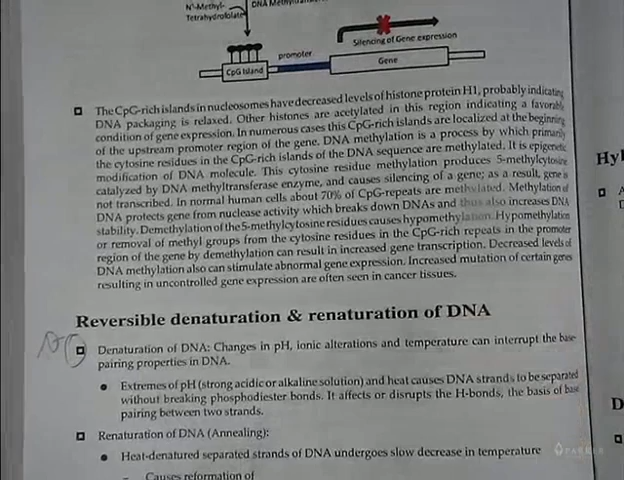 N⁵-Methyl-
Tetrahydrofolate
Silencing of Gene expression
promoter
CpG Island
Gene
The CpG-rich islands in nucleosomes have decreased levels of histone protein H1, probably indicating
DNA packaging is relaxed. Other histones are acetylated in this region indicating a favorable
condition of gene expression. In numerous cases this CpG-rich islands are localized at the beginning
of the upstream promoter region of the gene. DNA methylation is a process by which primarily
the cytosine residues in the CpG-rich islands of the DNA sequence are methylated. It is epigenetic
modification of DNA molecule. This cytosine residue methylation produces 5-methylcytosine
catalyzed by DNA methyltransferase enzyme, and causes silencing of a gene; as a result, gene is
not transcribed. In normal human cells about 70% of CpG-repeats are methylated. Methylation of
DNA protects gene from nuclease activity which breaks down DNAs and thus also increases DNA
stability. Demethylation of the 5-methylcytosine residues causes hypomethylation. Hypomethylation
or removal of methyl groups from the cytosine residues in the CpG-rich repeats in the promoter
region of the gene by demethylation can result in increased gene transcription. Decreased levels of
DNA methylation also can stimulate abnormal gene expression. Increased mutation of certain genes
resulting in uncontrolled gene expression are often seen in cancer tissues.
Reversible denaturation & renaturation of DNA
Denaturation of DNA: Changes in pH, ionic alterations and temperature can interrupt the base
pairing properties in DNA.
Extremes of pH (strong acidic or alkaline solution) and heat causes DNA strands to be separated
without breaking phosphodiester bonds. It affects or disrupts the H-bonds, the basis of base
pairing between two strands.
Renaturation of DNA (Annealing):
Heat-denatured separated strands of DNA undergoes slow decrease in temperature
Causes reformation of